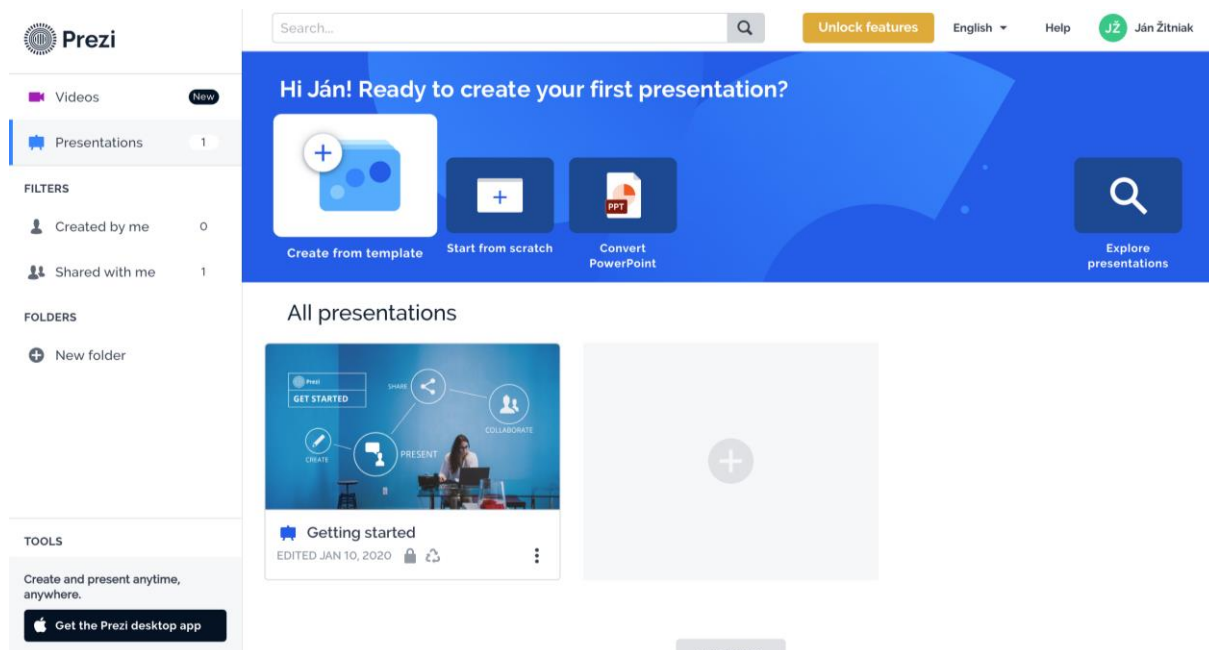 Prezi
Search...
Unlock features
English
Help
JŽ
Ján Žitniak
Videos
New
Presentations
1
FILTERS
Created by me
0
Shared with me
1
FOLDERS
New folder
TOOLS
Create and present anytime,
anywhere.
Get the Prezi desktop app
Hi Ján! Ready to create your first presentation?
Create from template
Start from scratch
PPT
Convert
PowerPoint
Explore
presentations
All presentations
Prezi
GET STARTED
SHARE
COLLABORATE
CREATE
PRESENT
Getting started
EDITED JAN 10, 2020